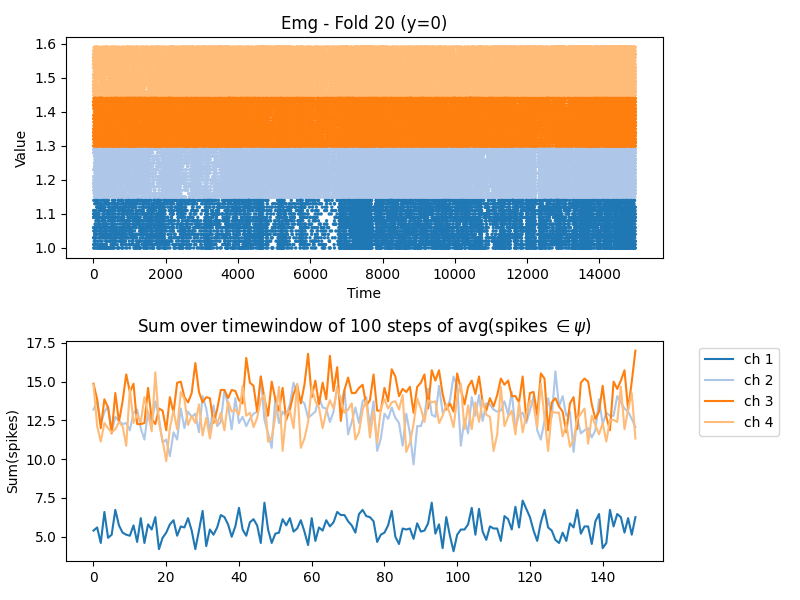 Emg - Fold 20 (y=0)
Value
1.6
1.5
1.4
1.3
1.2
1.1
1.0
0 2000 4000 6000 8000 10000 12000 14000
Time
Sum over timewindow of 100 steps of avg(spikes ∈ ψ)
Sum(spikes)
17.5
15.0
12.5
10.0
7.5
5.0
0 20 40 60 80 100 120 140
ch 1
ch 2
ch 3
ch 4